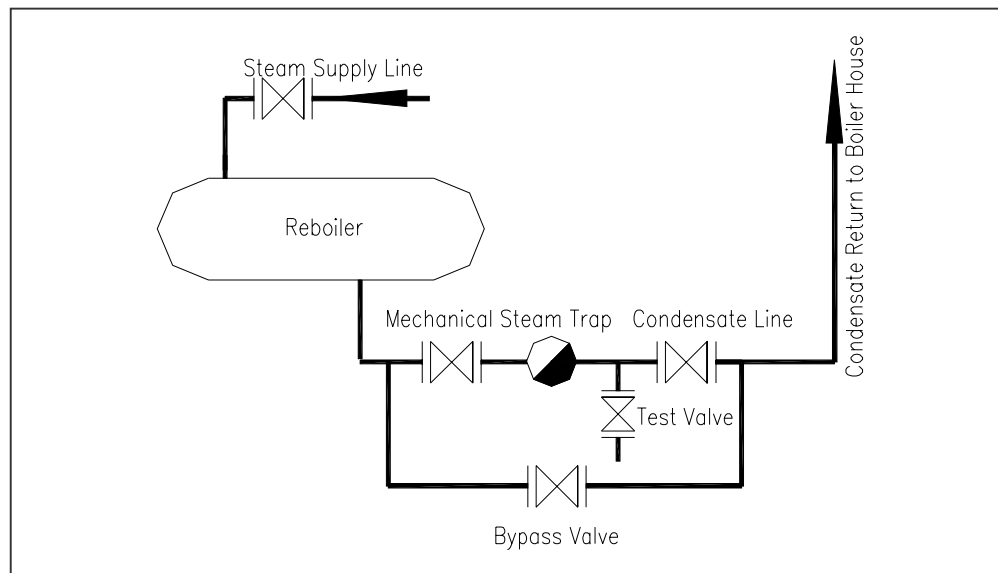 Steam Supply Line
Reboiler
Mechanical Steam Trap
Condensate Line
Test Valve
Bypass Valve
Condensate Return to Boiler House